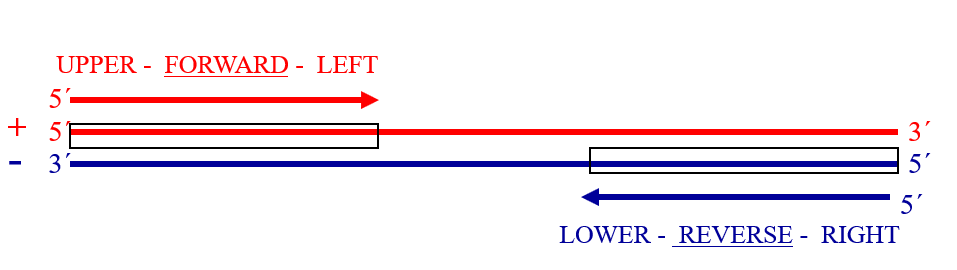 UPPER - FORWARD - LEFT
5´
+ 5´ 3´
- 3´ 5´
5´
LOWER - REVERSE - RIGHT